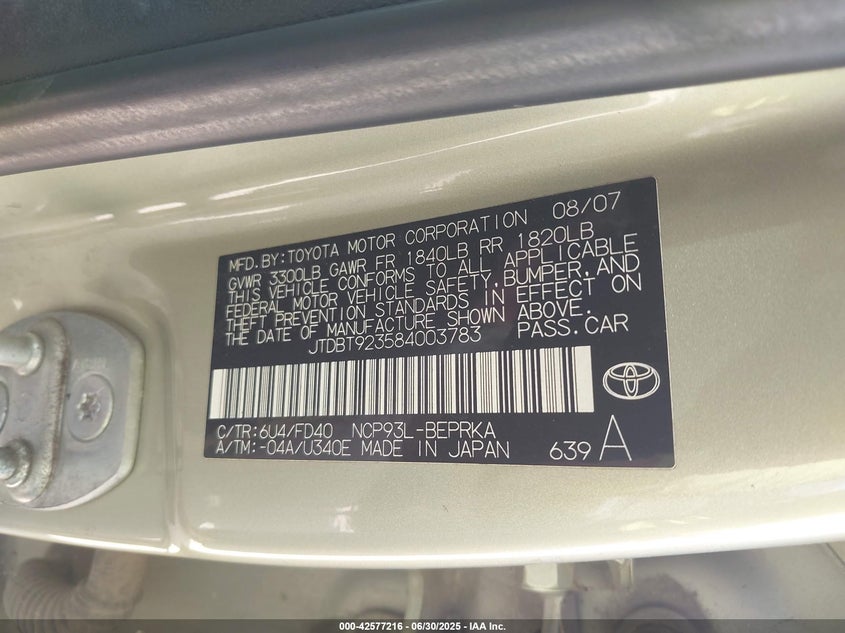 MFD.BY:TOYOTA MOTOR CORPORATION 08/07
GVWR 3300LB GAWR FR 1840LB RR 1820LB
THIS VEHICLE CONFORMS TO ALL APPLICABLE
FEDERAL MOTOR VEHICLE SAFETY,BUMPER,AND
THEFT PREVENTION STANDARDS IN EFFECT ON
THE DATE OF MANUFACTURE SHOWN ABOVE.
JTDBT923584003783 PASS.CAR
C/TR:6U4/FD40 NCP93L-BEPRKA
A/TM:-04A/U340E MADE IN JAPAN 639 A
000-42577216 - 06/30/2025 - IAA Inc.